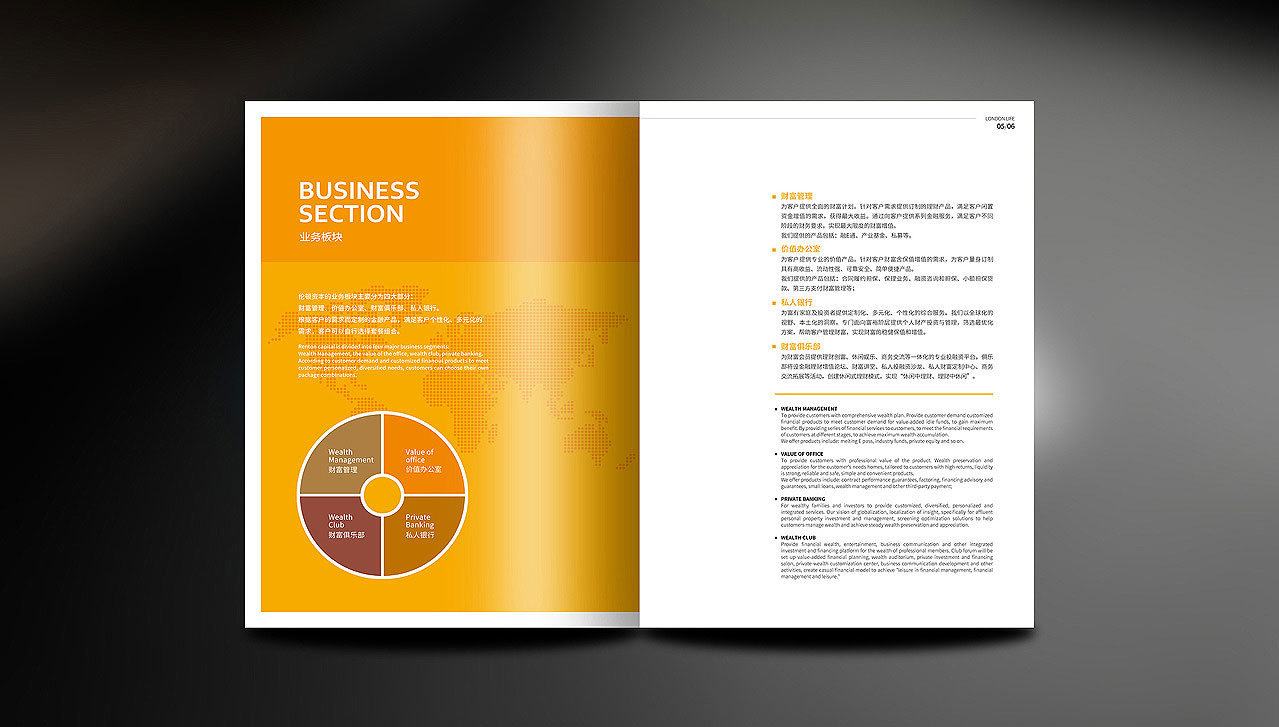 BUSINESS
SECTION
业务板块
伦敦资本的业务板块主要分为四大部分:
财富管理、价值办公室、财富俱乐部、私人银行。
根据客户的需求而定制的金融产品，满足客户个性化、多元化的
需求，客户可以自行选择套餐组合。
Renton capital is divided into four major business segments:
Wealth Management, the value of the office, wealth club, private banking.
According to customer demand and customized financial products to meet
customer personalized, diversified needs, customers can choose their own
package combinations.
Wealth
Management
财富管理
Value of
office
价值办公室
Wealth
Club
财富俱乐部
Private
Banking
私人银行
LONDON LIFE
05/06
财富管理
为客户提供全面的财富计划。针对客户需求提供订制的理财产品，满足客户闲置
资金增值的需求，获得最大收益。通过向客户提供系列金融服务，满足客户不同
阶段的财务要求，实现最大限度的财富增值。
我们提供的产品包括：融E通、产业基金、私募等。
价值办公室
为客户提供专业的价值产品。针对客户财富含保值增值的需求，为客户量身订制
具有高收益、流动性强、可靠安全、简单便捷产品。
我们提供的产品包括：合同履约担保、保理业务、融资咨询和担保、小额担保贷
款、第三方支付财富管理等；
私人银行
为富有家庭及投资者提供定制化、多元化、个性化的综合服务。我们以全球化的
视野、本土化的洞察，专门面向富裕阶层提供个人财产投资与管理，筛选最优化
方案，帮助客户管理财富，实现财富的稳健保值和增值。
财富俱乐部
为财富会员提供理财创富、休闲娱乐、商务交流等一体化的专业投融资平台。俱乐
部将设金融理财增值论坛、财富讲堂、私人投融资沙龙、私人财富定制中心、商务
交流拓展等活动，创建休闲式理财模式，实现“休闲中理财、理财中休闲”。
WEALTH MANAGEMENT
To provide customers with comprehensive wealth plan. Provide customer demand customized
financial products to meet customer demand for value-added idle funds, to gain maximum
benefit. By providing series of financial services to customers, to meet the financial requirements
of customers at different stages, to achieve maximum wealth accumulation.
We offer products include: melting E pass, industry funds, private equity and so on.
VALUE OF OFFICE
To provide customers with professional value of the product. Wealth preservation and
appreciation for the customer's needs homes, tailored to customers with high returns, liquidity
is strong, reliable and safe, simple and convenient products.
We offer products include: contract performance guarantees, factoring, financing advisory and
guarantees, small loans, wealth management and other third-party payment;
PRIVATE BANKING
For wealthy families and investors to provide customized, diversified, personalized and
integrated services. Our vision of globalization, localization of insight, specifically for affluent
personal property investment and management, screening optimization solutions to help
customers manage wealth and achieve steady wealth preservation and appreciation.
WEALTH CLUB
Provide financial wealth, entertainment, business communication and other integrated
investment and financing platform for the wealth of professional members. Club forum will be
set up value-added financial planning, wealth auditorium, private investment and financing
salon, private wealth customization center, business communication development and other
activities, create casual financial model to achieve "leisure in financial management, financial
management and leisure."